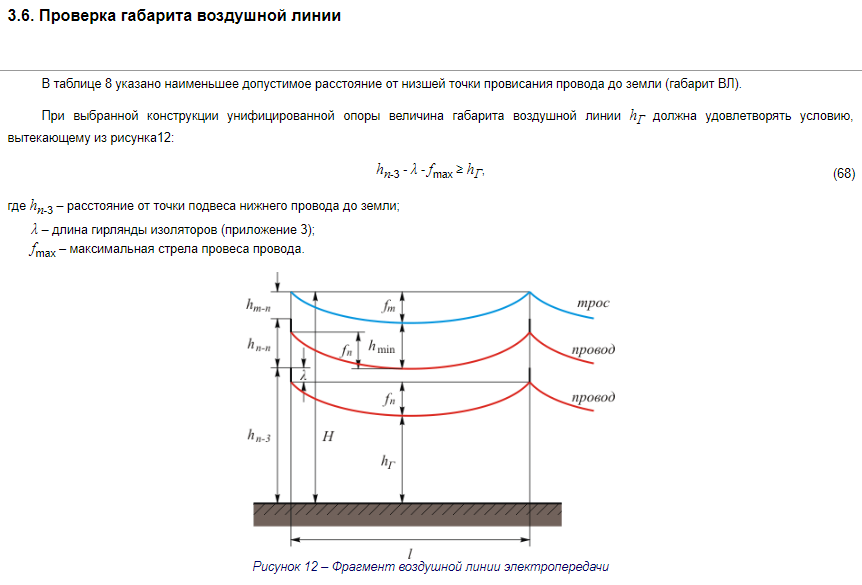 3.6. Проверка габарита воздушной линии
В таблице 8 указано наименьшее допустимое расстояние от низшей точки провисания провода до земли (габарит ВЛ).
При выбранной конструкции унифицированной опоры величина габарита воздушной линии hГ должна удовлетворять условию,
вытекающему из рисунка12:
hп-3 - λ - fmax ≥ hГ,
(68)
где hп-3 – расстояние от точки подвеса нижнего провода до земли;
λ – длина гирлянды изоляторов (приложение 3);
fmax – максимальная стрела провеса провода.
hт-п
fт
трос
hп-п
fп
hmin
провод
λ
fп
провод
hп-3
H
hГ
l
Рисунок 12 – Фрагмент воздушной линии электропередачи